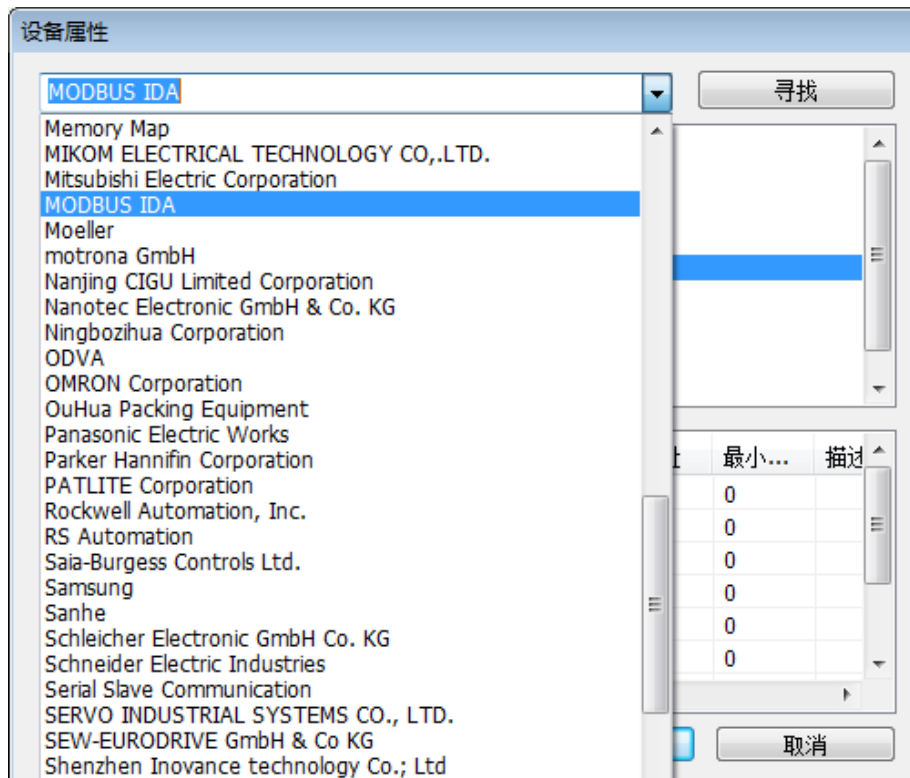 设备属性
MODBUS IDA
寻找
Memory Map
MIKOM ELECTRICAL TECHNOLOGY CO,.LTD.
Mitsubishi Electric Corporation
MODBUS IDA
Moeller
motrona GmbH
Nanjing CIGU Limited Corporation
Nanotec Electronic GmbH & Co. KG
Ningbozihua Corporation
ODVA
OMRON Corporation
OuHua Packing Equipment
Panasonic Electric Works
Parker Hannifin Corporation
PATLITE Corporation
Rockwell Automation, Inc.
RS Automation
Saia-Burgess Controls Ltd.
Samsung
Sanhe
Schleicher Electronic GmbH Co. KG
Schneider Electric Industries
Serial Slave Communication
SERVO INDUSTRIAL SYSTEMS CO., LTD.
SEW-EURODRIVE GmbH & Co KG
Shenzhen Inovance technology Co.; Ltd
最小... 描述
0
0
0
0
0
0
取消